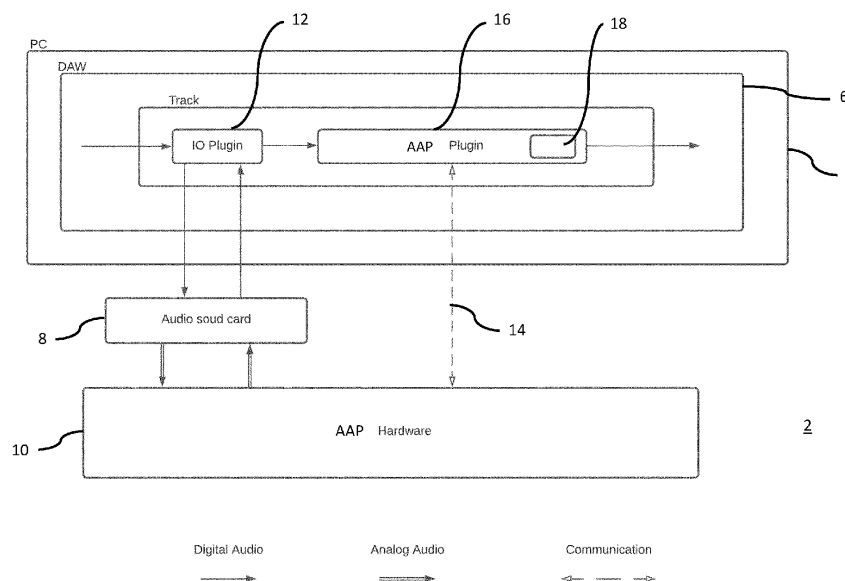 12
16
18
PC
DAW
6
Track
IO Plugin
AAP Plugin
Audio soud card
8
14
AAP Hardware
10
2
Digital Audio
Analog Audio
Communication